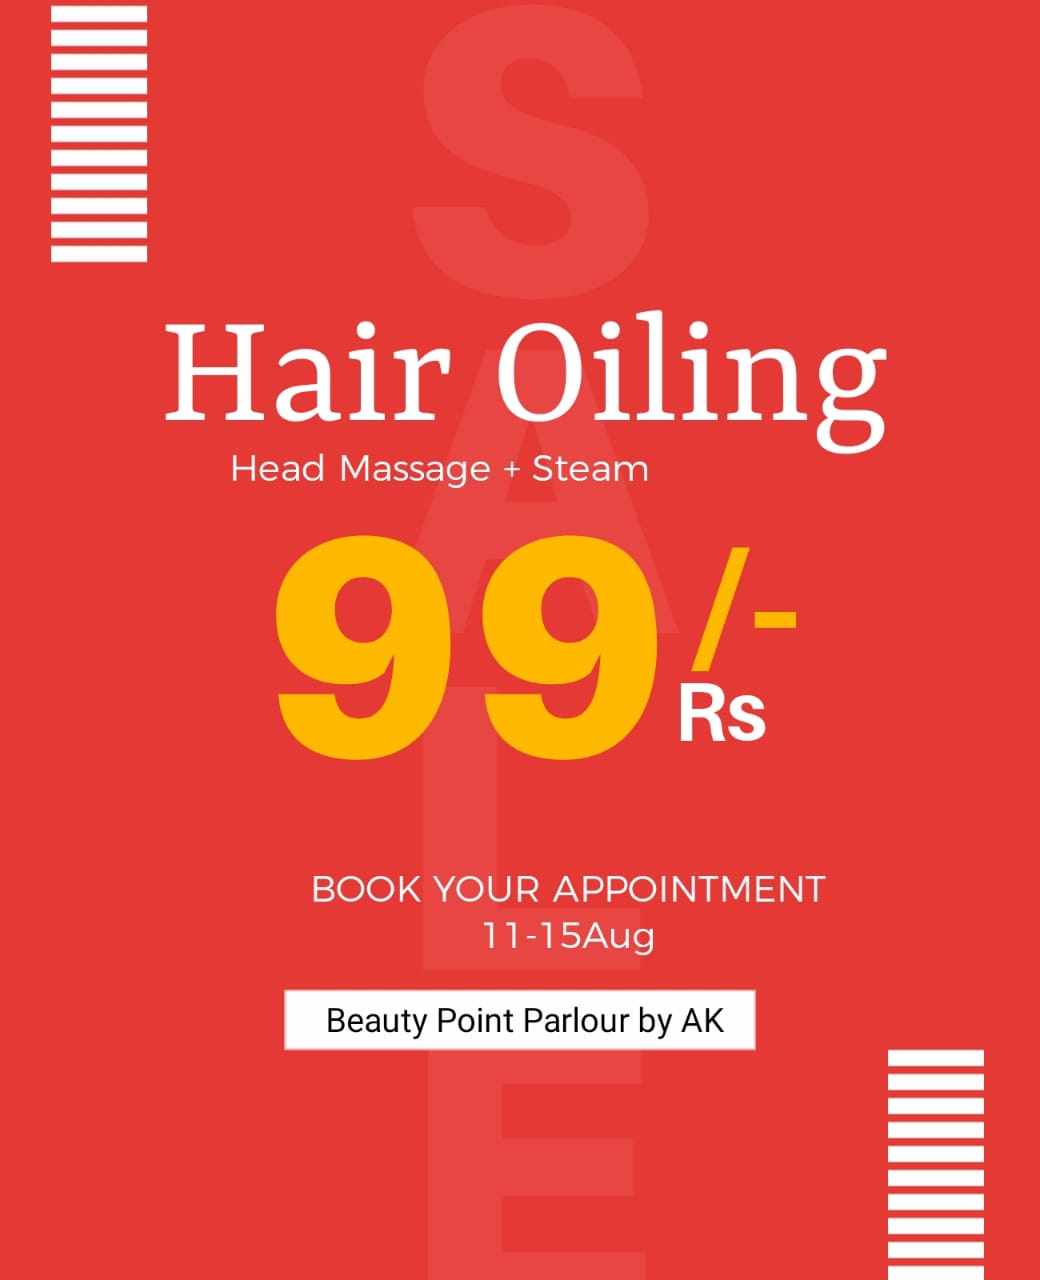 SALE
Hair Oiling
Head Massage + Steam
99/-
Rs
BOOK YOUR APPOINTMENT
11-15Aug
Beauty Point Parlour by AK